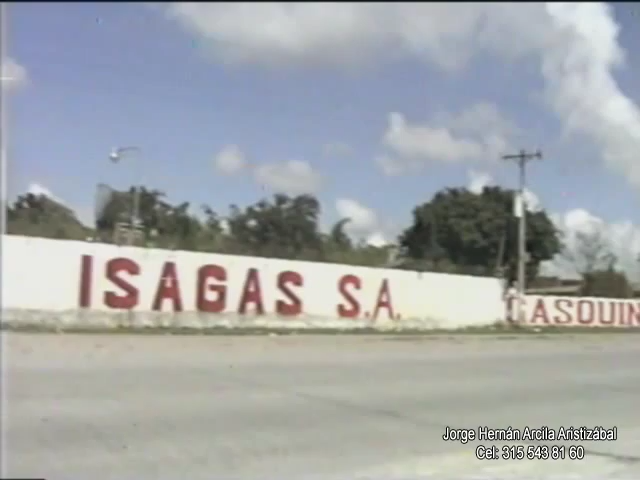 ISAGAS S.A.
GASOUIN
Jorge Hernán Arcila Aristizábal
Cel: 315 543 81 60